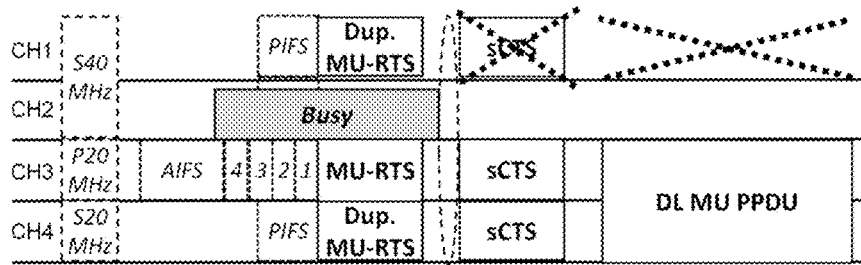 CH1
S40
MHz
PIFS
Dup.
MU-RTS
sCTS
CH2
Busy
CH3
P20
MHz
AIFS
4
3
2
1
MU-RTS
sCTS
DL MU PPDU
CH4
S20
MHz
PIFS
Dup.
MU-RTS
sCTS